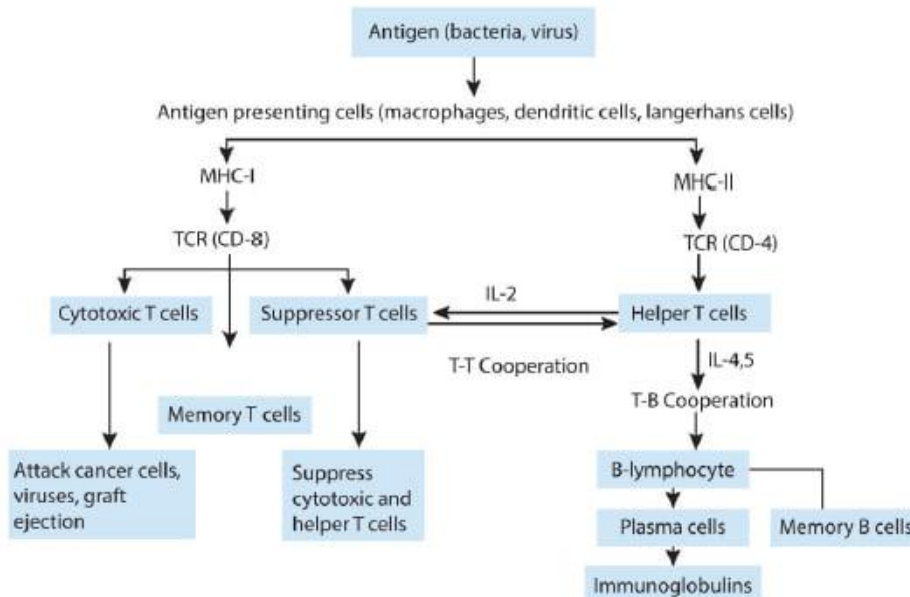 Antigen (bacteria, virus)
Antigen presenting cells (macrophages, dendritic cells, langerhans cells)
MHC-I
MHC-II
TCR (CD-8)
TCR (CD-4)
Cytotoxic T cells
Suppressor T cells
IL-2
Helper T cells
T-T Cooperation
IL-4,5
T-B Cooperation
Memory T cells
Attack cancer cells,
viruses, graft
ejection
Suppress
cytotoxic and
helper T cells
B-lymphocyte
Plasma cells
Memory B cells
Immunoglobulins